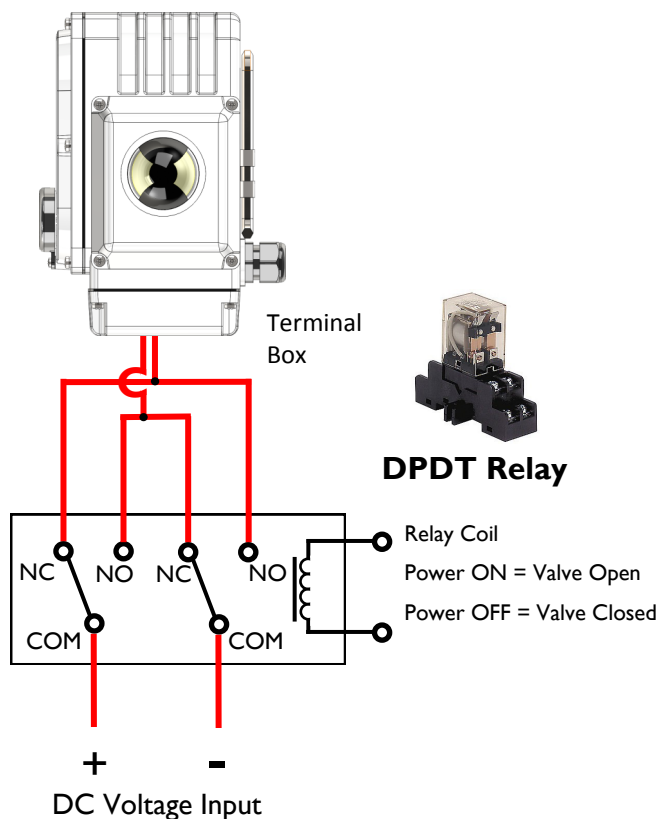 Terminal
Box
DPDT Relay
Relay Coil
NC
NO
NC
NO
Power ON = Valve Open
Power OFF = Valve Closed
COM
COM
+
-
DC Voltage Input